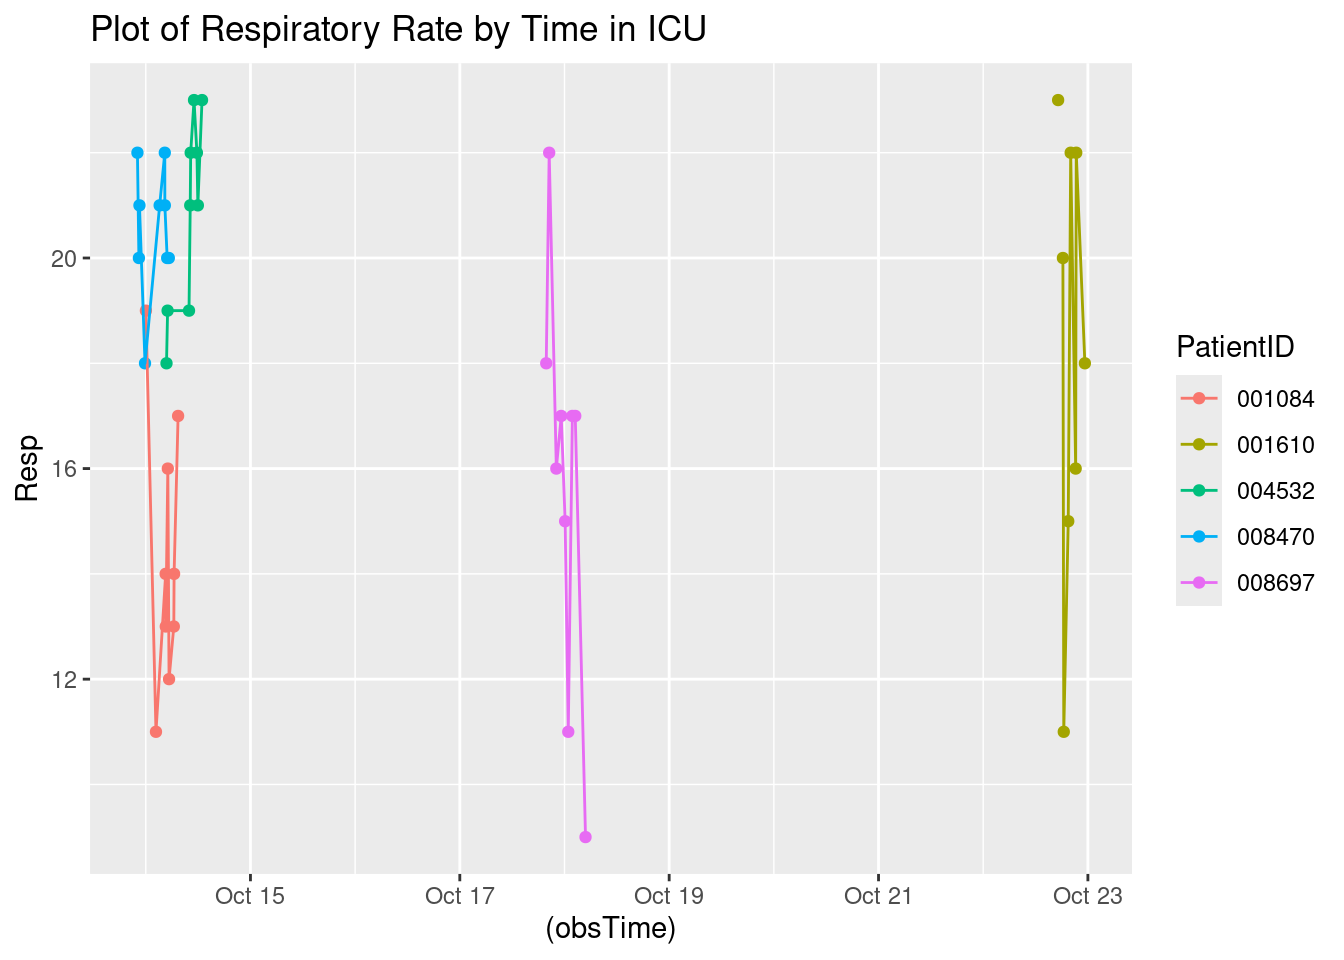 Plot of Respiratory Rate by Time in ICU
Resp
20
16
12
Oct 15
Oct 17
Oct 19
Oct 21
Oct 23
(obsTime)
PatientID
001084
001610
004532
008470
008697